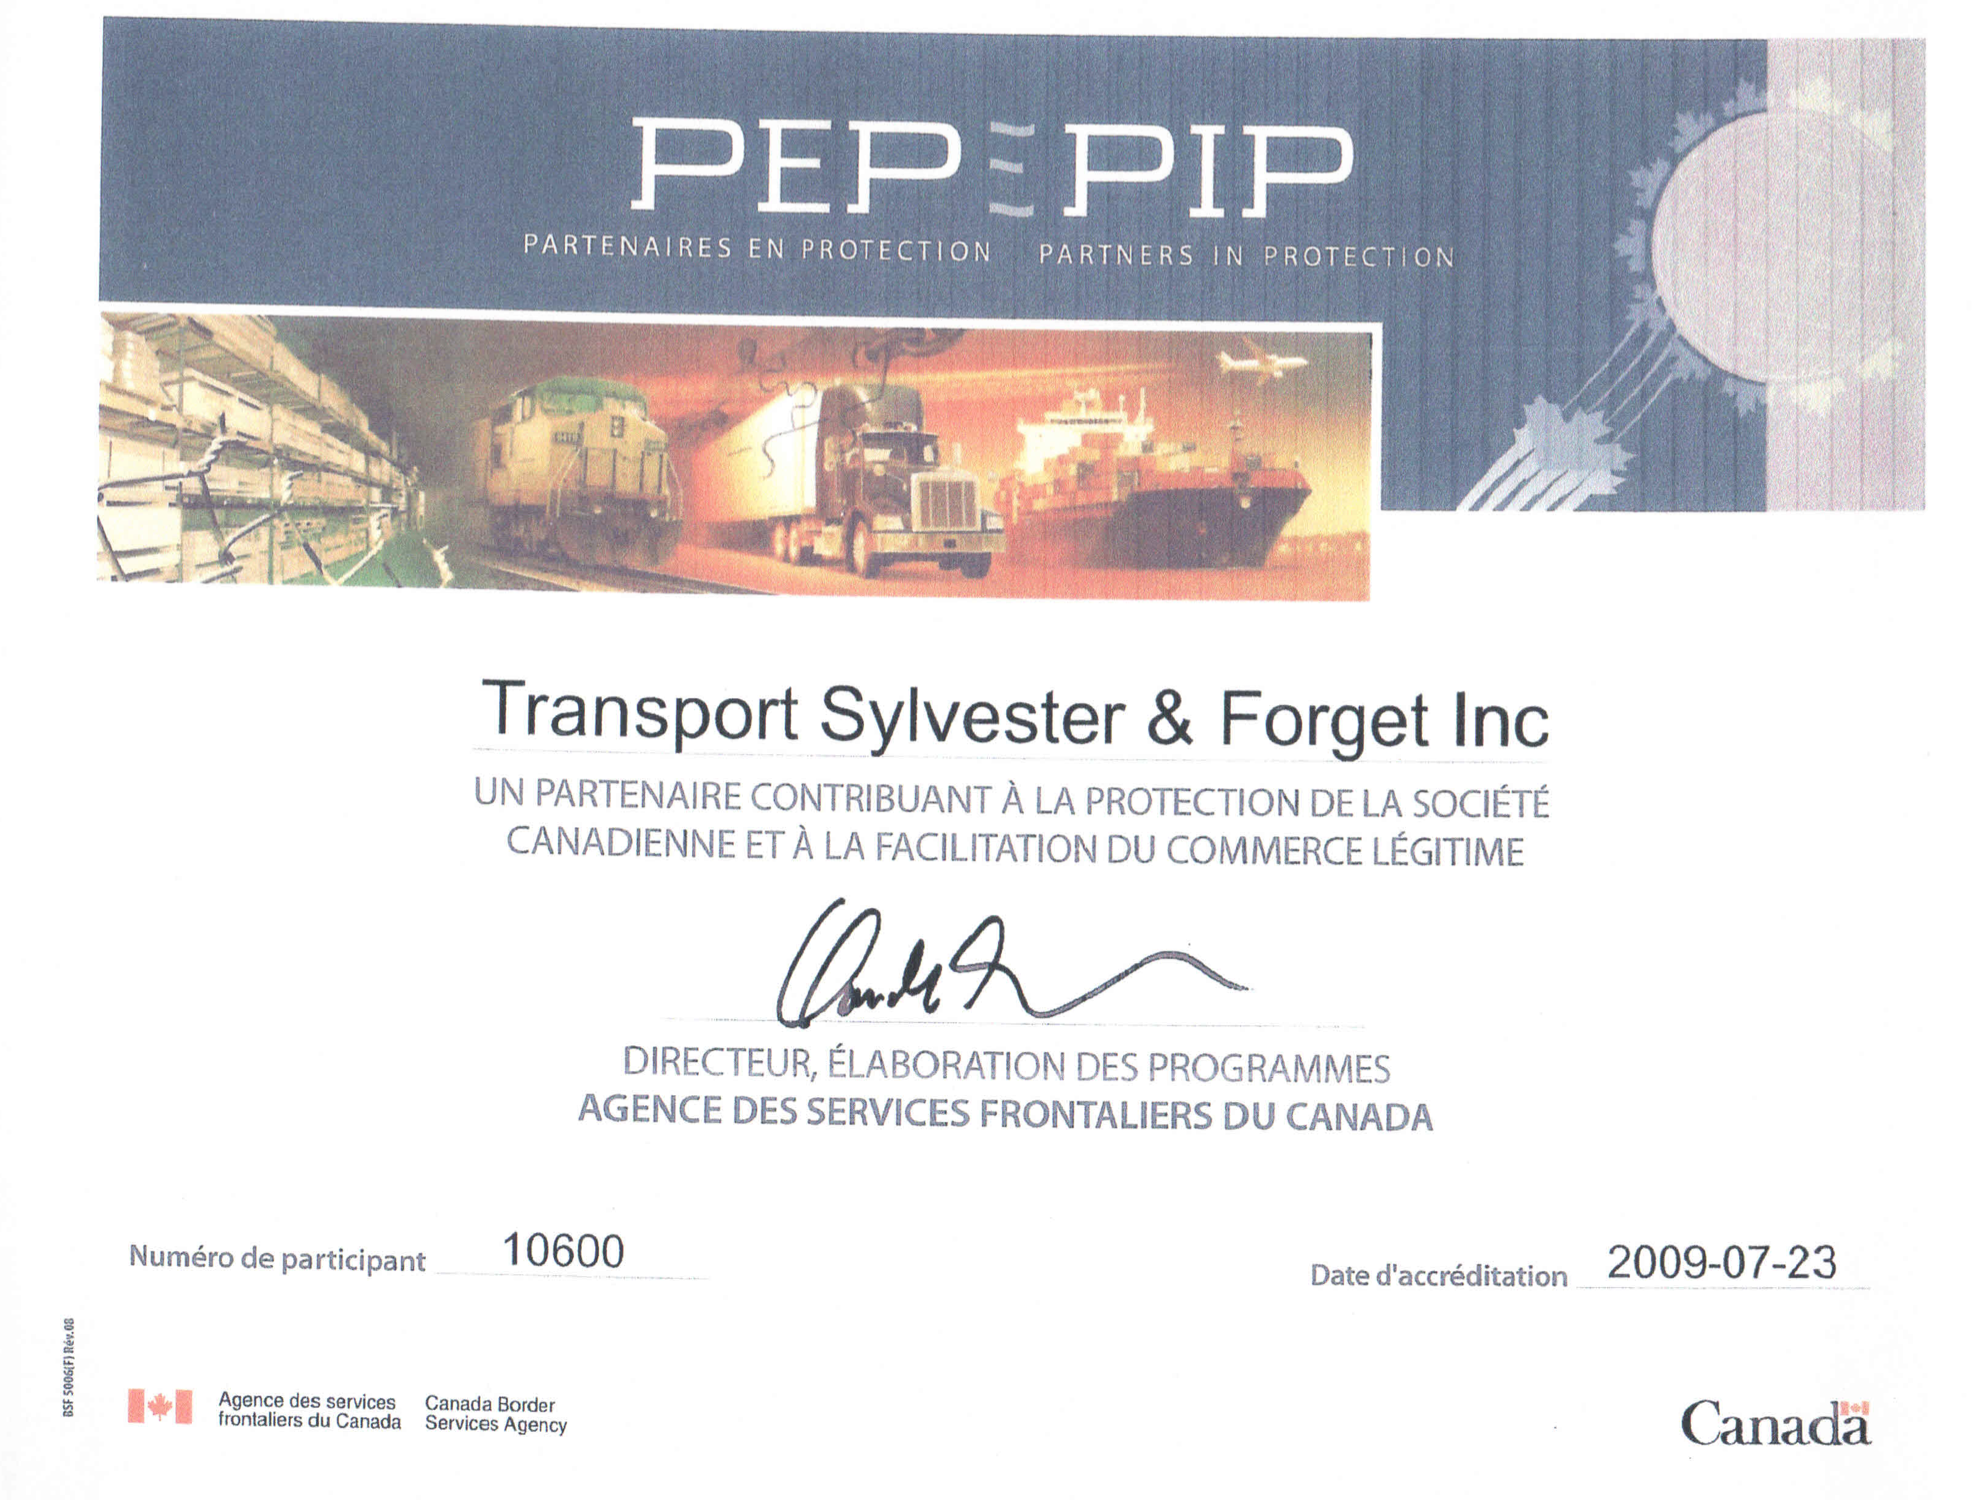 PEP PIP
PARTENAIRES EN PROTECTION PARTNERS IN PROTECTION
Transport Sylvester & Forget Inc
UN PARTENAIRE CONTRIBUANT À LA PROTECTION DE LA SOCIÉTÉ
CANADIENNE ET À LA FACILITATION DU COMMERCE LÉGITIME
DIRECTEUR, ÉLABORATION DES PROGRAMMES
AGENCE DES SERVICES FRONTALIERS DU CANADA
Numéro de participant 10600
Date d'accréditation 2009-07-23
BSF 5006(F) Rév.08
Agence des services
frontaliers du Canada
Canada Border
Services Agency
Canada